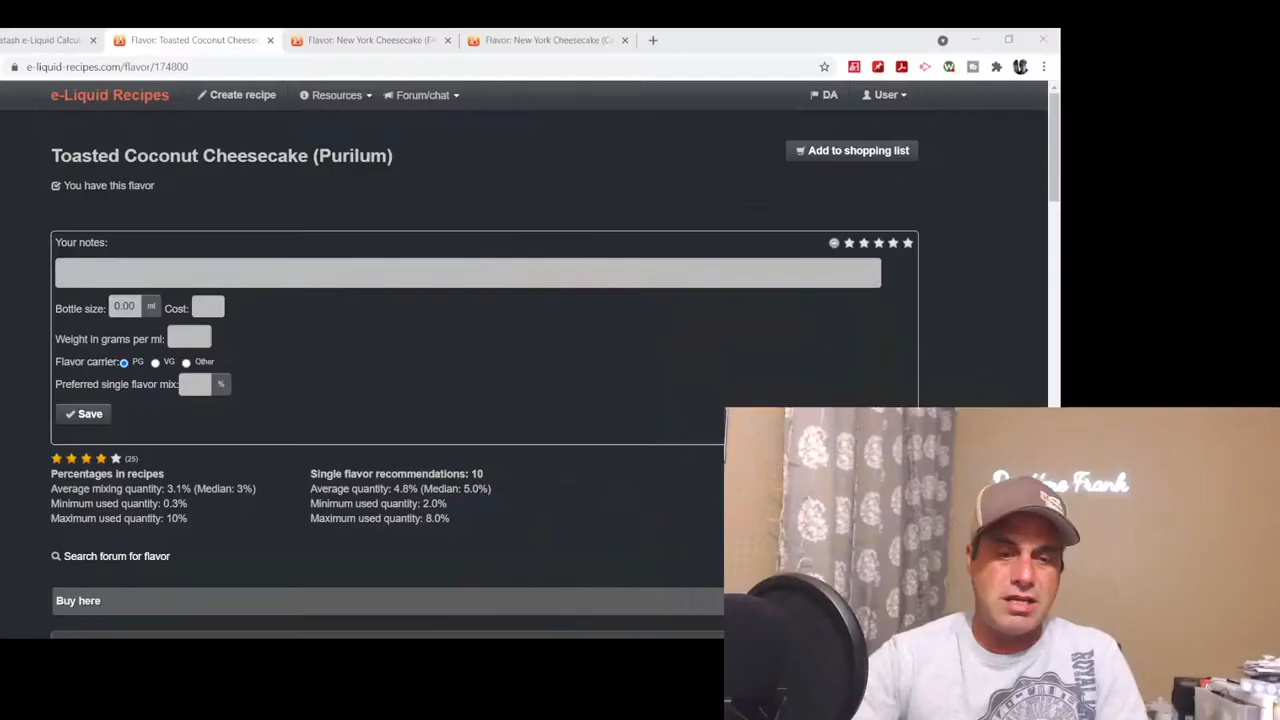 stash e-Liquid Calcul
Flavor: Toasted Coconut Cheesec
Flavor: New York Cheesecake (FA
Flavor: New York Cheesecake (Ca
e-liquid-recipes.com/flavor/174800
e-Liquid Recipes
Create recipe
Resources
Forum/chat
DA
User
Toasted Coconut Cheesecake (Purilum)
Add to shopping list
You have this flavor
Your notes:
Bottle size: 0.00 ml Cost:
Weight in grams per ml:
Flavor carrier: PG VG Other
Preferred single flavor mix: %
Save
(25)
Percentages in recipes
Average mixing quantity: 3.1% (Median: 3%)
Minimum used quantity: 0.3%
Maximum used quantity: 10%
Single flavor recommendations: 10
Average quantity: 4.8% (Median: 5.0%)
Minimum used quantity: 2.0%
Maximum used quantity: 8.0%
Search forum for flavor
Buy here
Frank